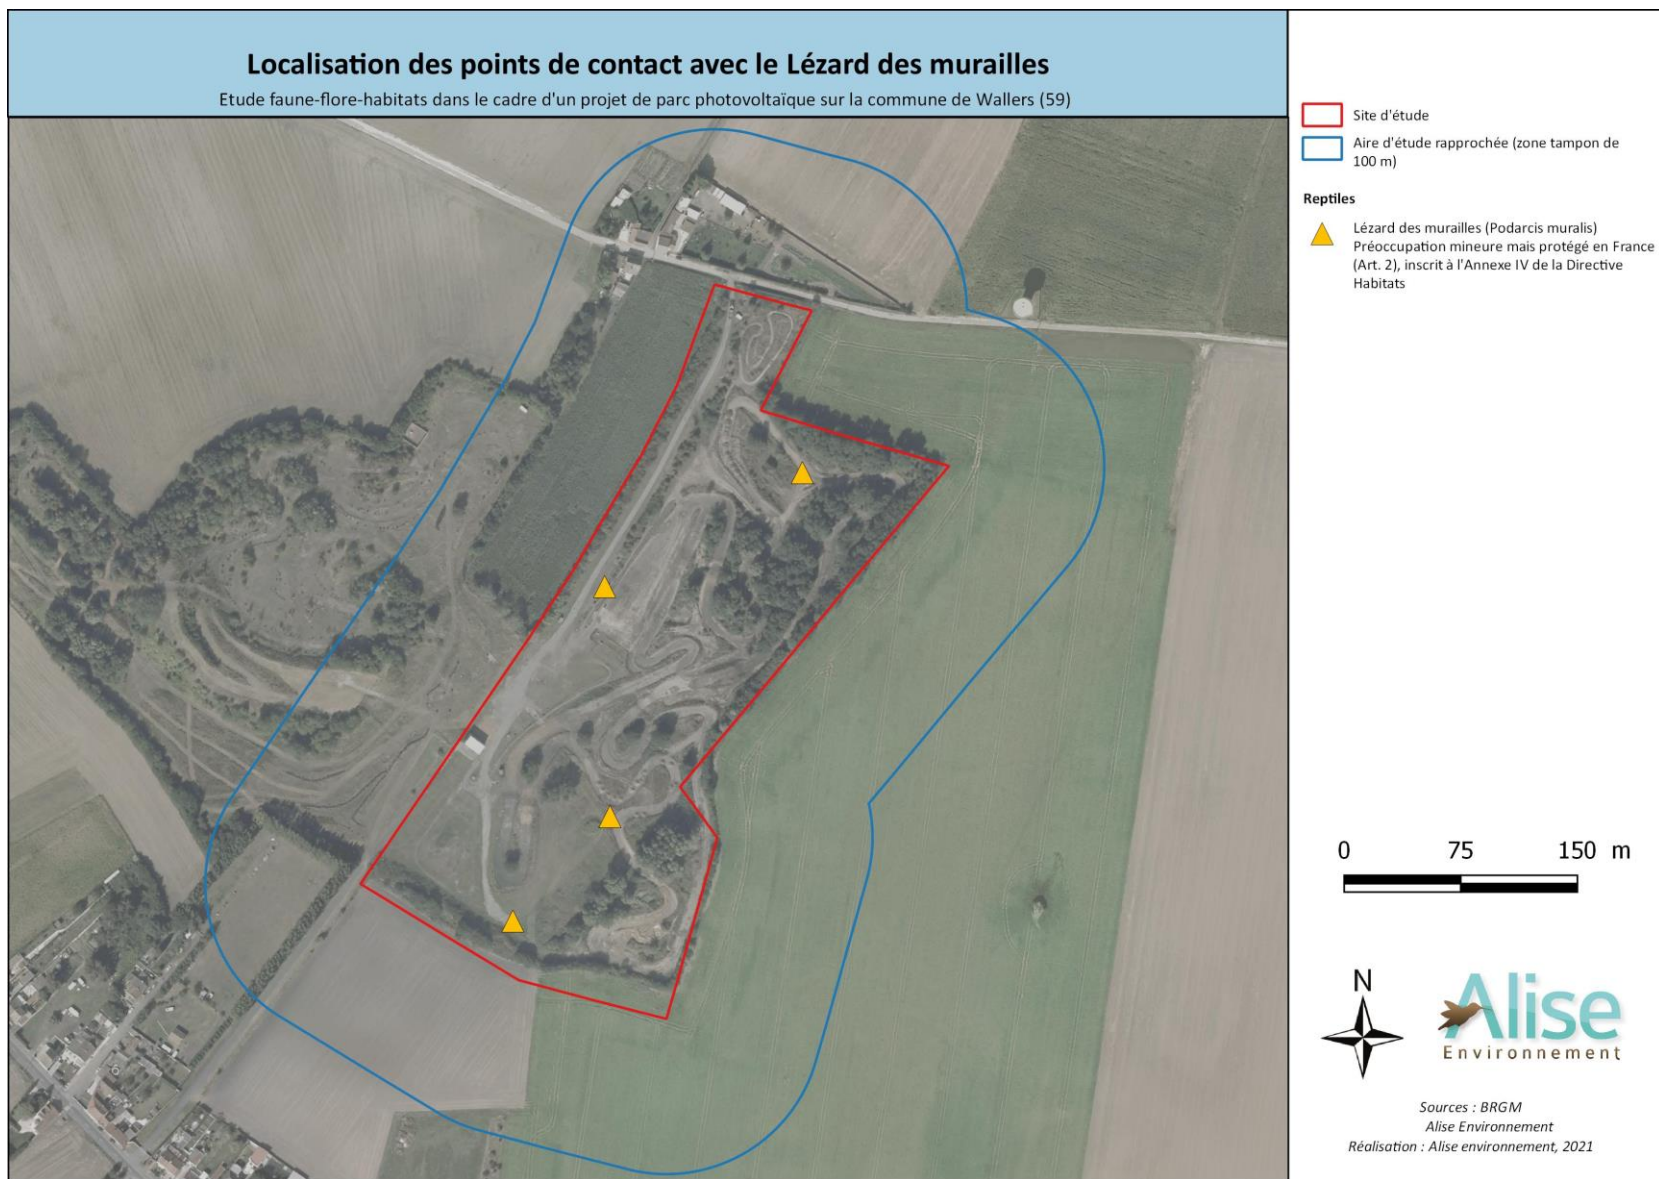 Localisation des points de contact avec le Lézard des murailles
Etude faune-flore-habitats dans le cadre d'un projet de parc photovoltaïque sur la commune de Wallers (59)
Site d'étude
Aire d'étude rapprochée (zone tampon de
100 m)
Reptiles
Lézard des murailles (Podarcis muralis)
Préoccupation mineure mais protégé en France
(Art. 2), inscrit à l'Annexe IV de la Directive
Habitats
0 75 150 m
N
Alise
Environnement
Sources : BRGM
Alise Environnement
Réalisation : Alise environnement, 2021